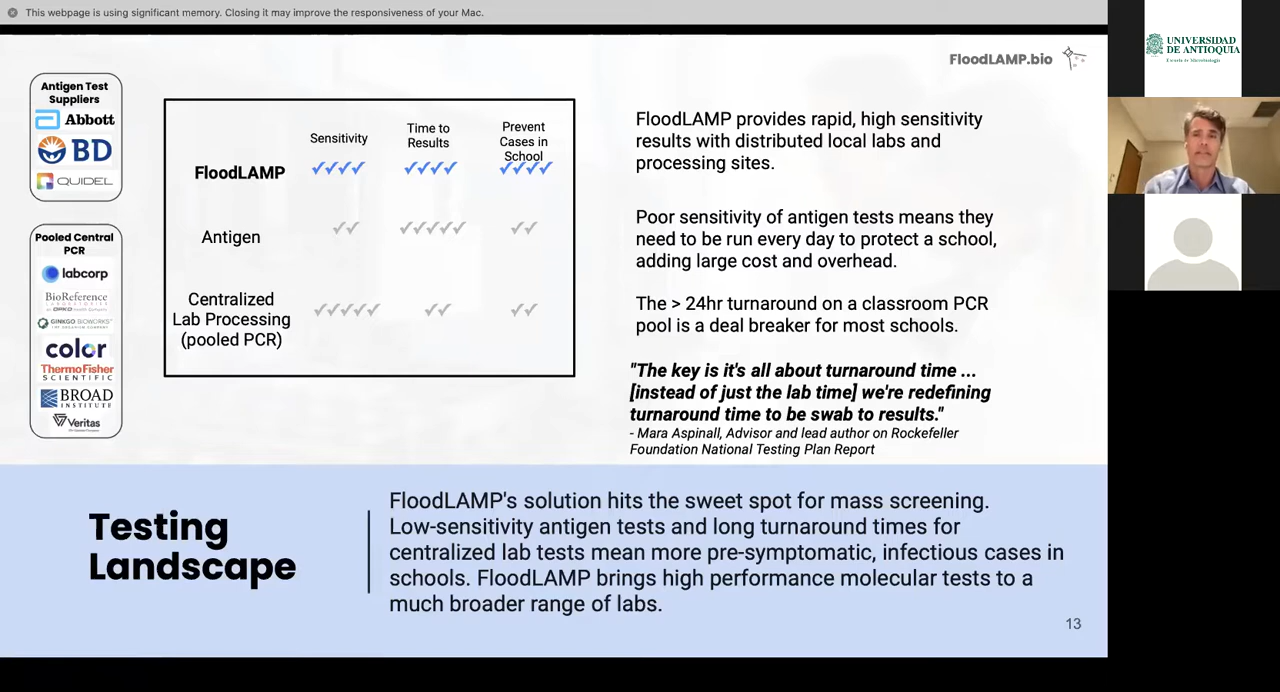 This webpage is using significant memory. Closing it may improve the responsiveness of your Mac.
FloodLAMP.bio
Antigen Test
Suppliers
Abbott
BD
QUIDEL
Pooled Central
PCR
labcorp
BioReference
LABORATORIES
GINKGO BIOWORKS
color
ThermoFisher
SCIENTIFIC
BROAD
INSTITUTE
Veritas
Sensitivity
Time to
Results
Prevent
Cases in
School
FloodLAMP
Antigen
Centralized
Lab Processing
(pooled PCR)
FloodLAMP provides rapid, high sensitivity
results with distributed local labs and
processing sites.
Poor sensitivity of antigen tests means they
need to be run every day to protect a school,
adding large cost and overhead.
The > 24hr turnaround on a classroom PCR
pool is a deal breaker for most schools.
"The key is it's all about turnaround time ...
[instead of just the lab time] we're redefining
turnaround time to be swab to results."
- Mara Aspinall, Advisor and lead author on Rockefeller
Foundation National Testing Plan Report
Testing
Landscape
FloodLAMP's solution hits the sweet spot for mass screening.
Low-sensitivity antigen tests and long turnaround times for
centralized lab tests mean more pre-symptomatic, infectious cases in
schools. FloodLAMP brings high performance molecular tests to a
much broader range of labs.
13
UNIVERSIDAD
DE ANTIOQUIA
Escuela de Microbiología